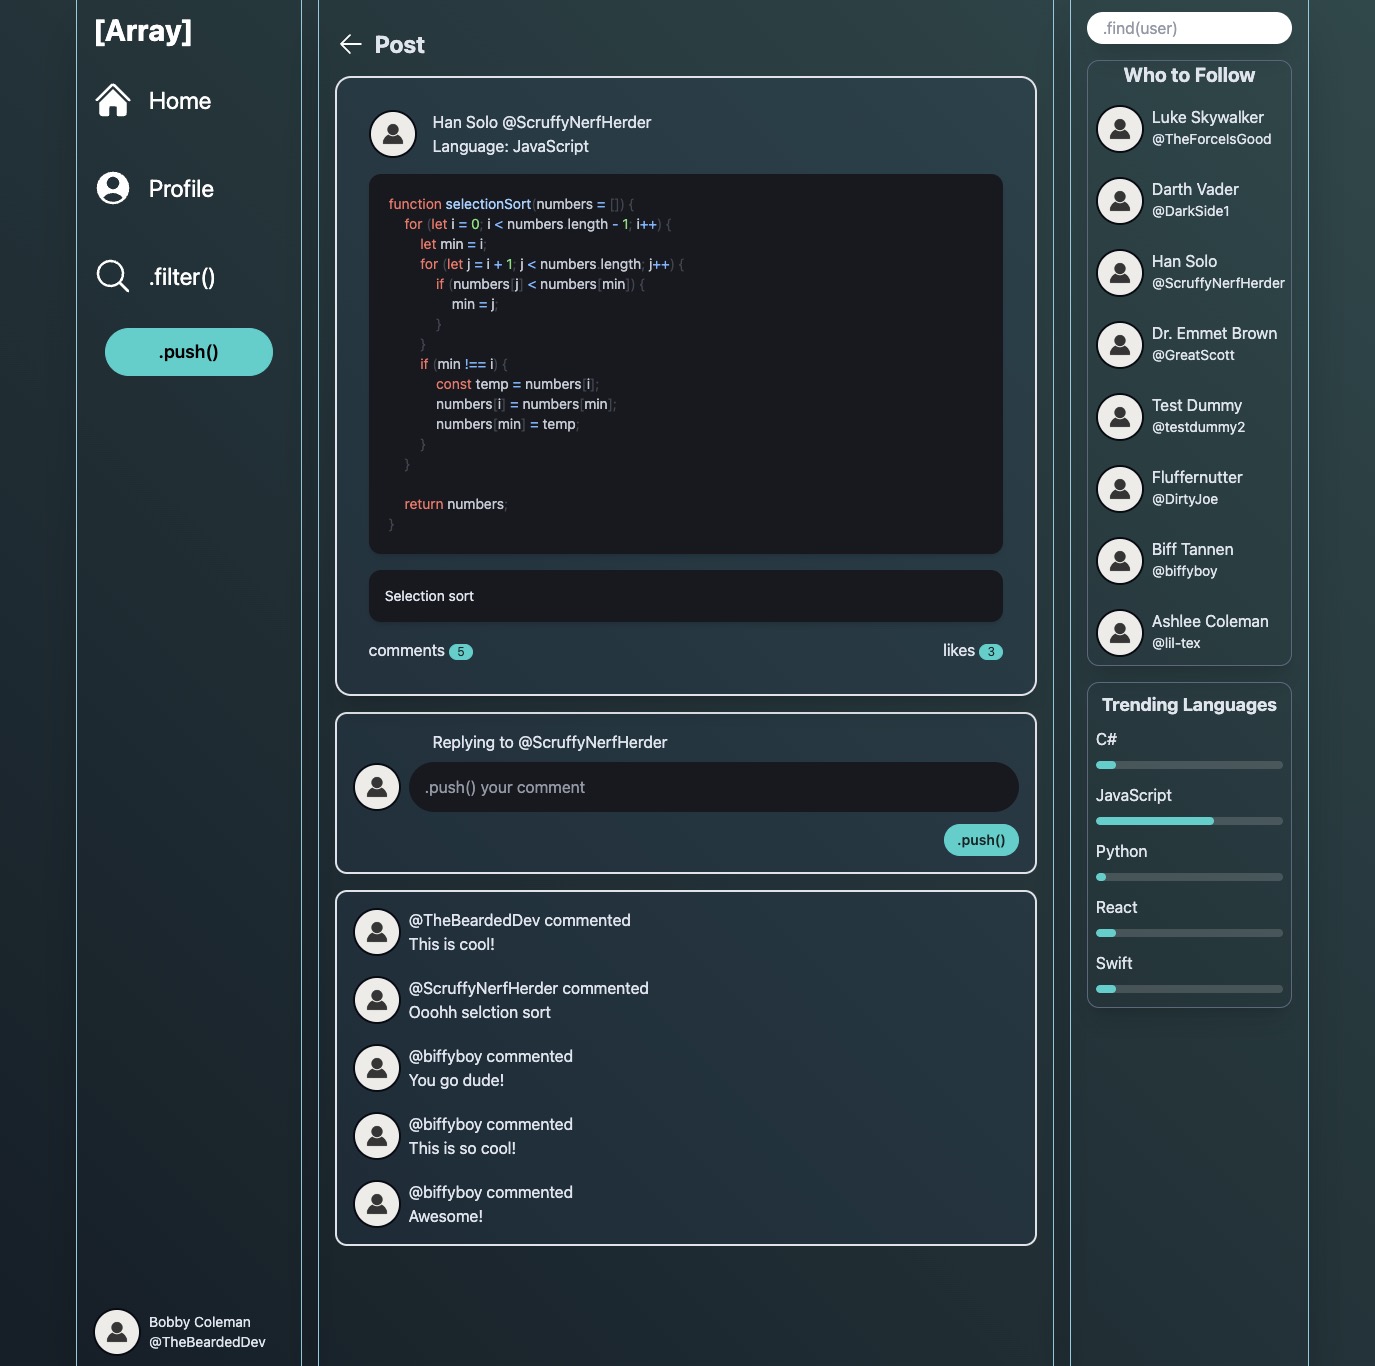 [Array]
Home
Profile
.filter()
.push()
Bobby Coleman
@TheBeardedDev
Post
Han Solo @ScruffyNerfHerder
Language: JavaScript
function selectionSort(numbers = []) {
for (let i = 0; i < numbers.length - 1; i++) {
let min = i;
for (let j = i + 1; j < numbers.length; j++) {
if (numbers[j] < numbers[min]) {
min = j;
}
}
if (min !== i) {
const temp = numbers[i];
numbers[i] = numbers[min];
numbers[min] = temp;
}
}
return numbers;
}
Selection sort
comments 5
likes 3
Replying to @ScruffyNerfHerder
.push() your comment
.push()
@TheBeardedDev commented
This is cool!
@ScruffyNerfHerder commented
Ooohh selction sort
@biffyboy commented
You go dude!
@biffyboy commented
This is so cool!
@biffyboy commented
Awesome!
.find(user)
Who to Follow
Luke Skywalker
@TheForceIsGood
Darth Vader
@DarkSide1
Han Solo
@ScruffyNerfHerder
Dr. Emmet Brown
@GreatScott
Test Dummy
@testdummy2
Fluffernutter
@DirtyJoe
Biff Tannen
@biffyboy
Ashlee Coleman
@lil-tex
Trending Languages
C#
JavaScript
Python
React
Swift